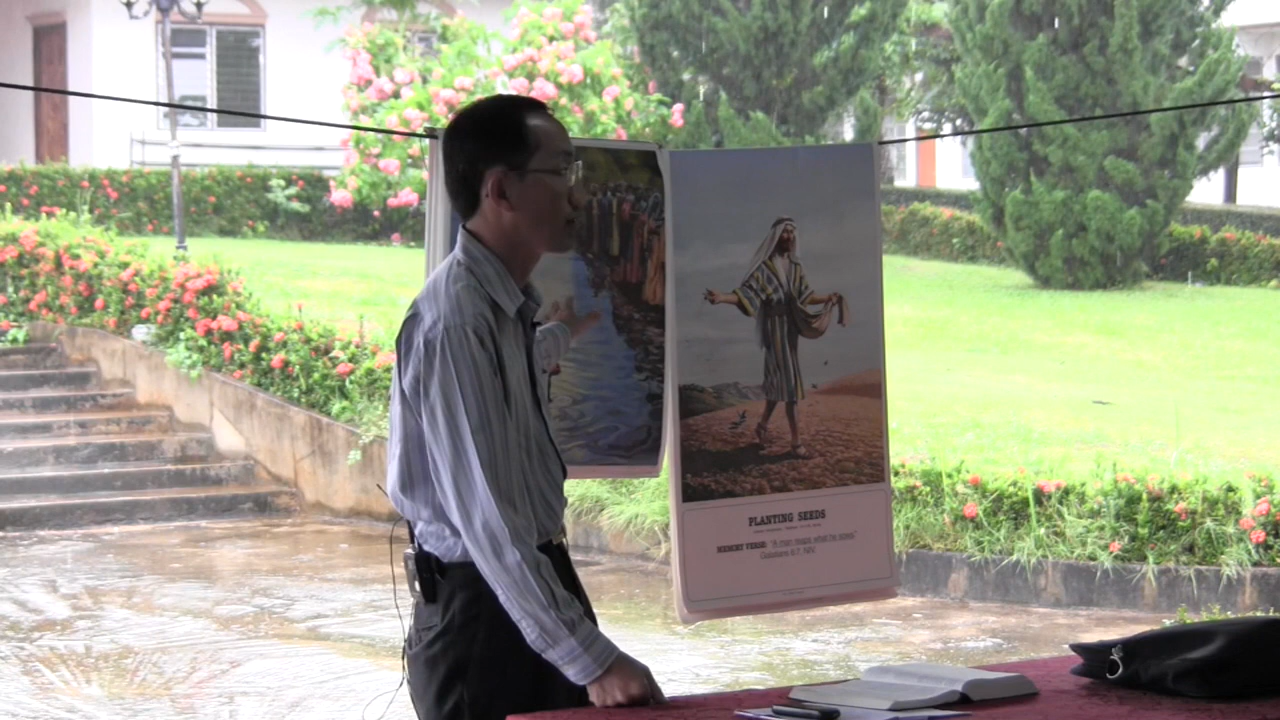 PLANTING SEEDS
MEMORY VERSE: "A man reaps what he sows."
Galatians 6:7, NIV